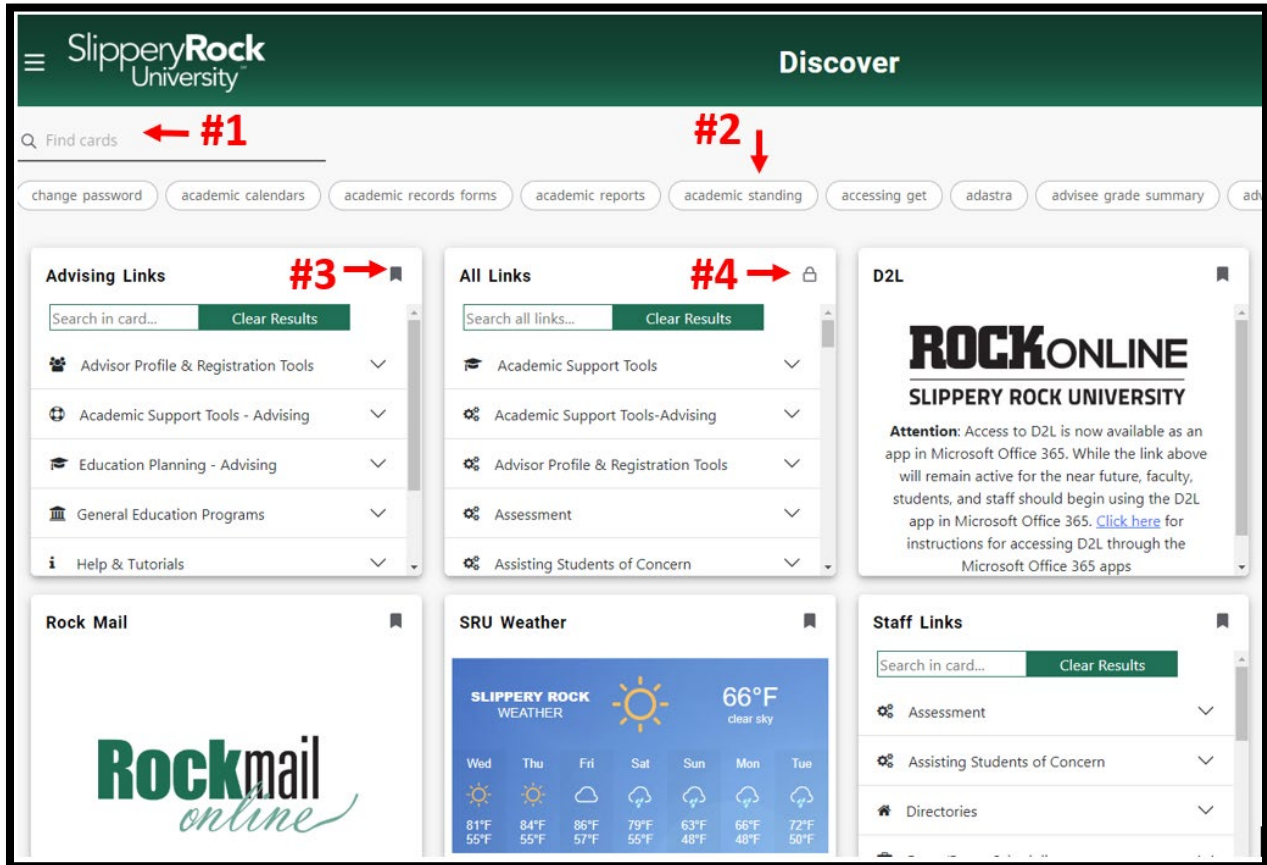 SlipperyRock
University
Discover
Find cards
#1
#2
change password
academic calendars
academic records forms
academic reports
academic standing
accessing get
adastra
advisee grade summary
Advising Links
#3
Search in card...
Clear Results
Advisor Profile & Registration Tools
Academic Support Tools - Advising
Education Planning - Advising
General Education Programs
Help & Tutorials
All Links
#4
Search all links...
Clear Results
Academic Support Tools
Academic Support Tools-Advising
Advisor Profile & Registration Tools
Assessment
Assisting Students of Concern
D2L
ROCKONLINE
SLIPPERY ROCK UNIVERSITY
Attention: Access to D2L is now available as an
app in Microsoft Office 365. While the link above
will remain active for the near future, faculty,
students, and staff should begin using the D2L
app in Microsoft Office 365. Click here for
instructions for accessing D2L through the
Microsoft Office 365 apps
Rock Mail
Rockmail
online
SRU Weather
SLIPPERY ROCK
WEATHER
66°F
clear sky
Wed Thu Fri Sat Sun Mon Tue
81°F 84°F 86°F 79°F 63°F 66°F 72°F
55°F 55°F 57°F 55°F 48°F 48°F 50°F
Staff Links
Search in card...
Clear Results
Assessment
Assisting Students of Concern
Directories